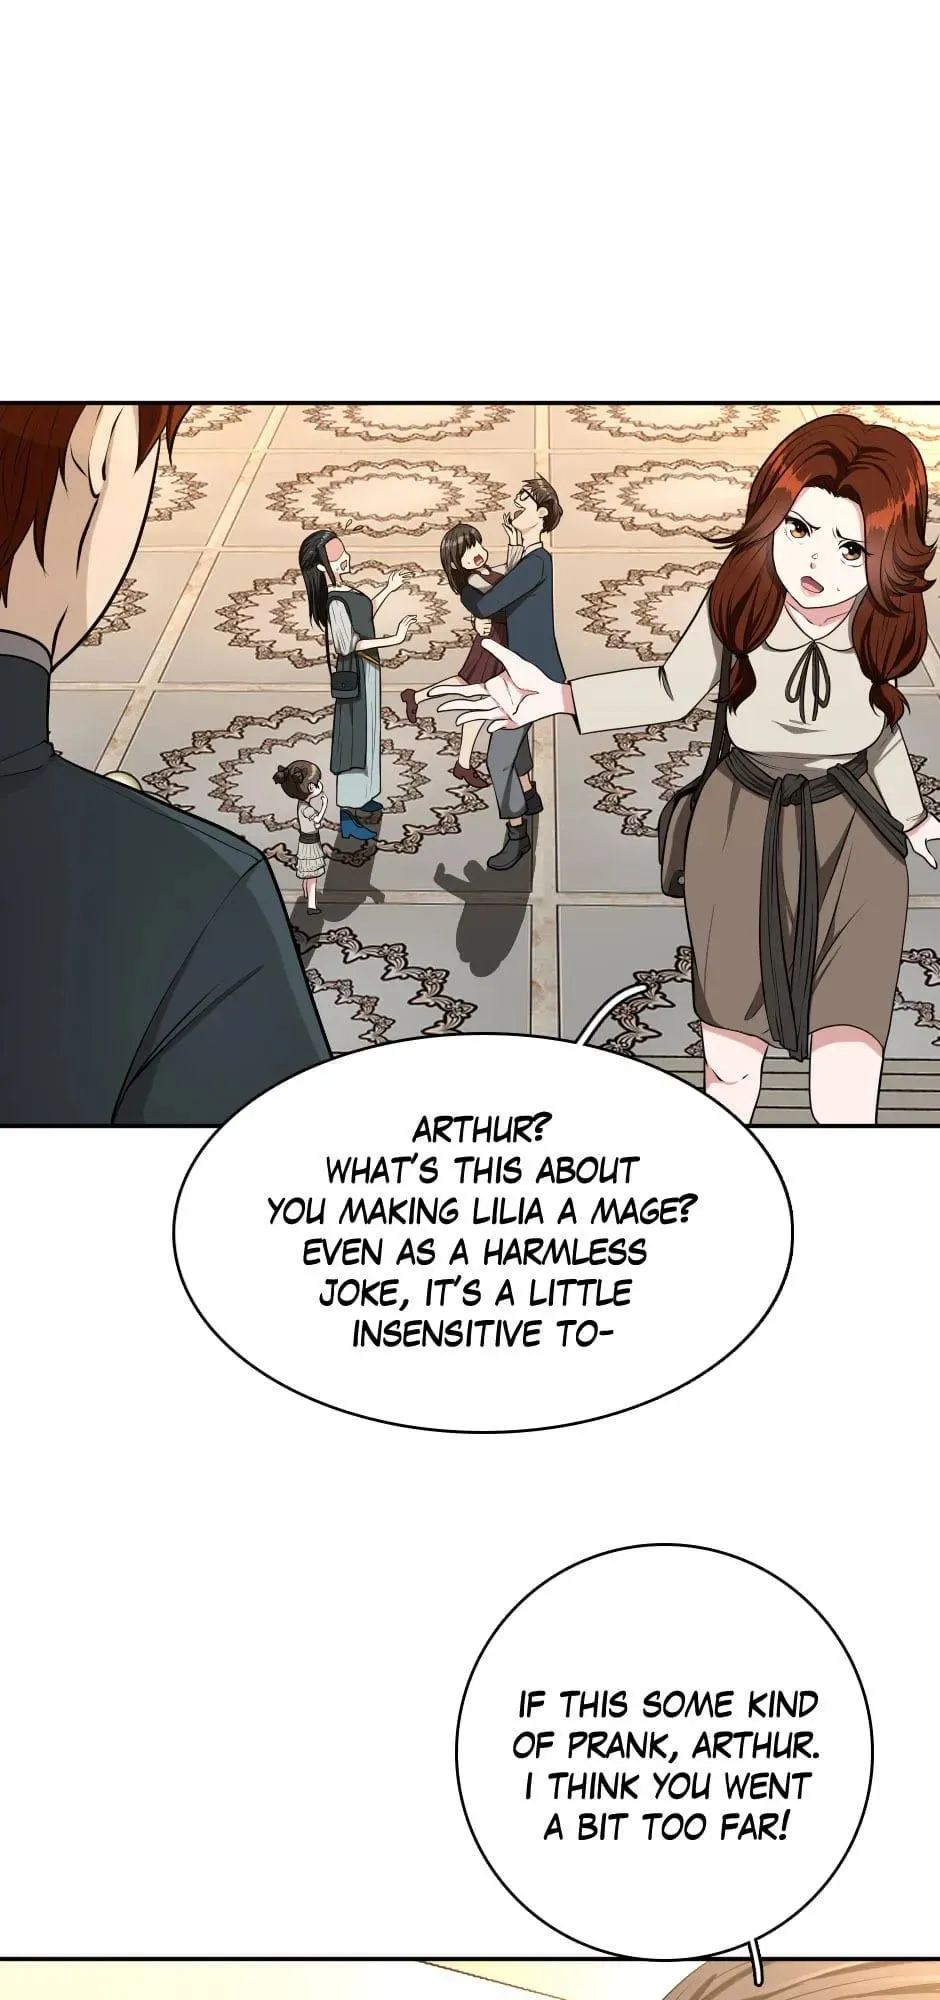 ARTHUR?
WHAT'S THIS ABOUT
YOU MAKING LILIA A MAGE?
EVEN AS A HARMLESS
JOKE, IT'S A LITTLE
INSENSITIVE TO-
IF THIS SOME KIND
OF PRANK, ARTHUR.
I THINK YOU WENT
A BIT TOO FAR!